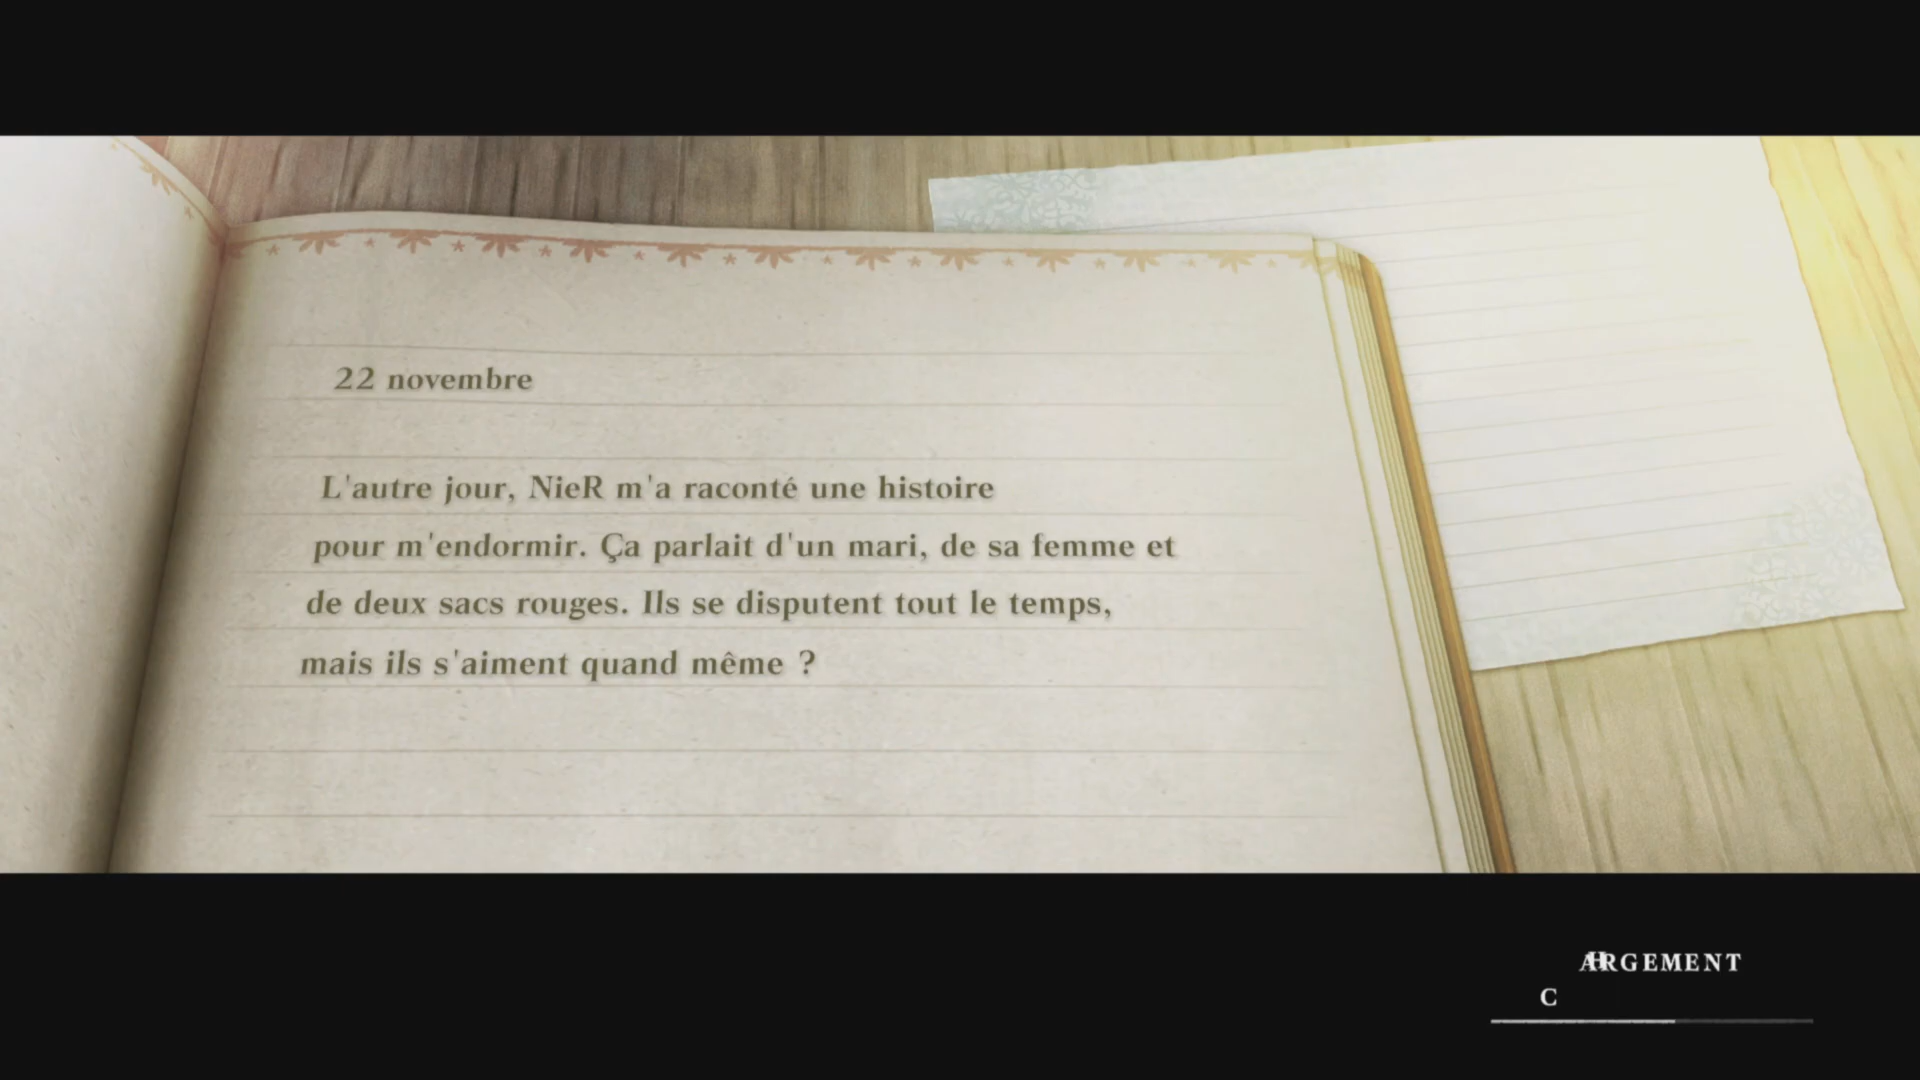 22 novembre
L'autre jour, NieR m'a raconté une histoire
pour m'endormir. Ça parlait d'un mari, de sa femme et
de deux sacs rouges. Ils se disputent tout le temps,
mais ils s'aiment quand même ?
CHARGEMENT